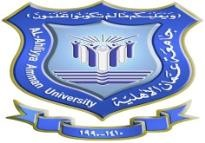 ويعلمكم ما لم تكونوا تعلمون
جامعة عمان الأهلية
AL-Ahliyya Amman University
١٩٩٠-١٤١٠